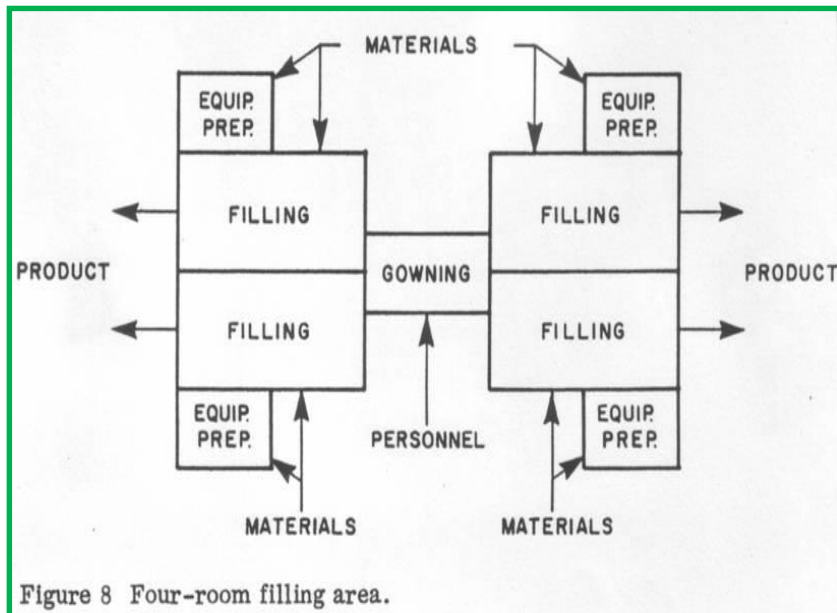 MATERIALS
EQUIP.
PREP.
EQUIP.
PREP.
FILLING
FILLING
PRODUCT
GOWNING
PRODUCT
FILLING
FILLING
EQUIP.
PREP.
PERSONNEL
EQUIP.
PREP.
MATERIALS
MATERIALS
Figure 8 Four-room filling area.